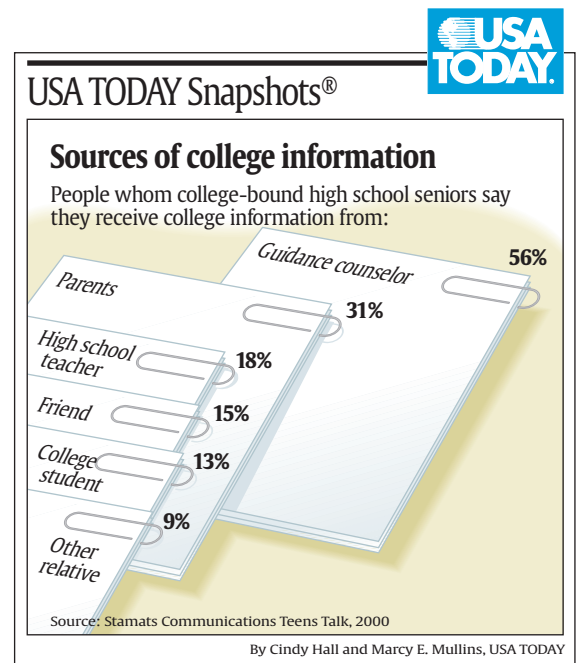 USA
TODAY.
USA TODAY Snapshots®
Sources of college information
People whom college-bound high school seniors say
they receive college information from:
Guidance counselor
56%
Parents
31%
High school
teacher
18%
Friend
15%
College
student
13%
9%
Other
relative
Source: Stamats Communications Teens Talk, 2000
By Cindy Hall and Marcy E. Mullins, USA TODAY